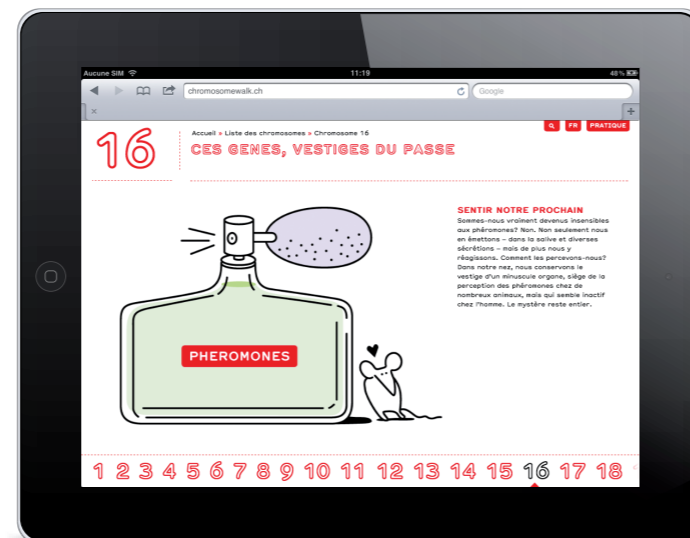 Aucune SIM 11:19 48 %
chromosomewalk.ch Google
16
Accueil » Liste des chromosomes » Chromosome 16
FR PRATIQUE
CES GENES, VESTIGES DU PASSE
SENTIR NOTRE PROCHAIN
Sommes-nous vraiment devenus insensibles
aux phéromones? Non. Non seulement nous
en émettons – dans la salive et diverses
sécrétions – mais de plus nous y
réagissons. Comment les percevons-nous?
Dans notre nez, nous conservons le
vestige d'un minuscule organe, siège de la
perception des phéromones chez de
nombreux animaux, mais qui semble inactif
chez l'homme. Le mystère reste entier.
PHEROMONES
1 2 3 4 5 6 7 8 9 10 11 12 13 14 15 16 17 18